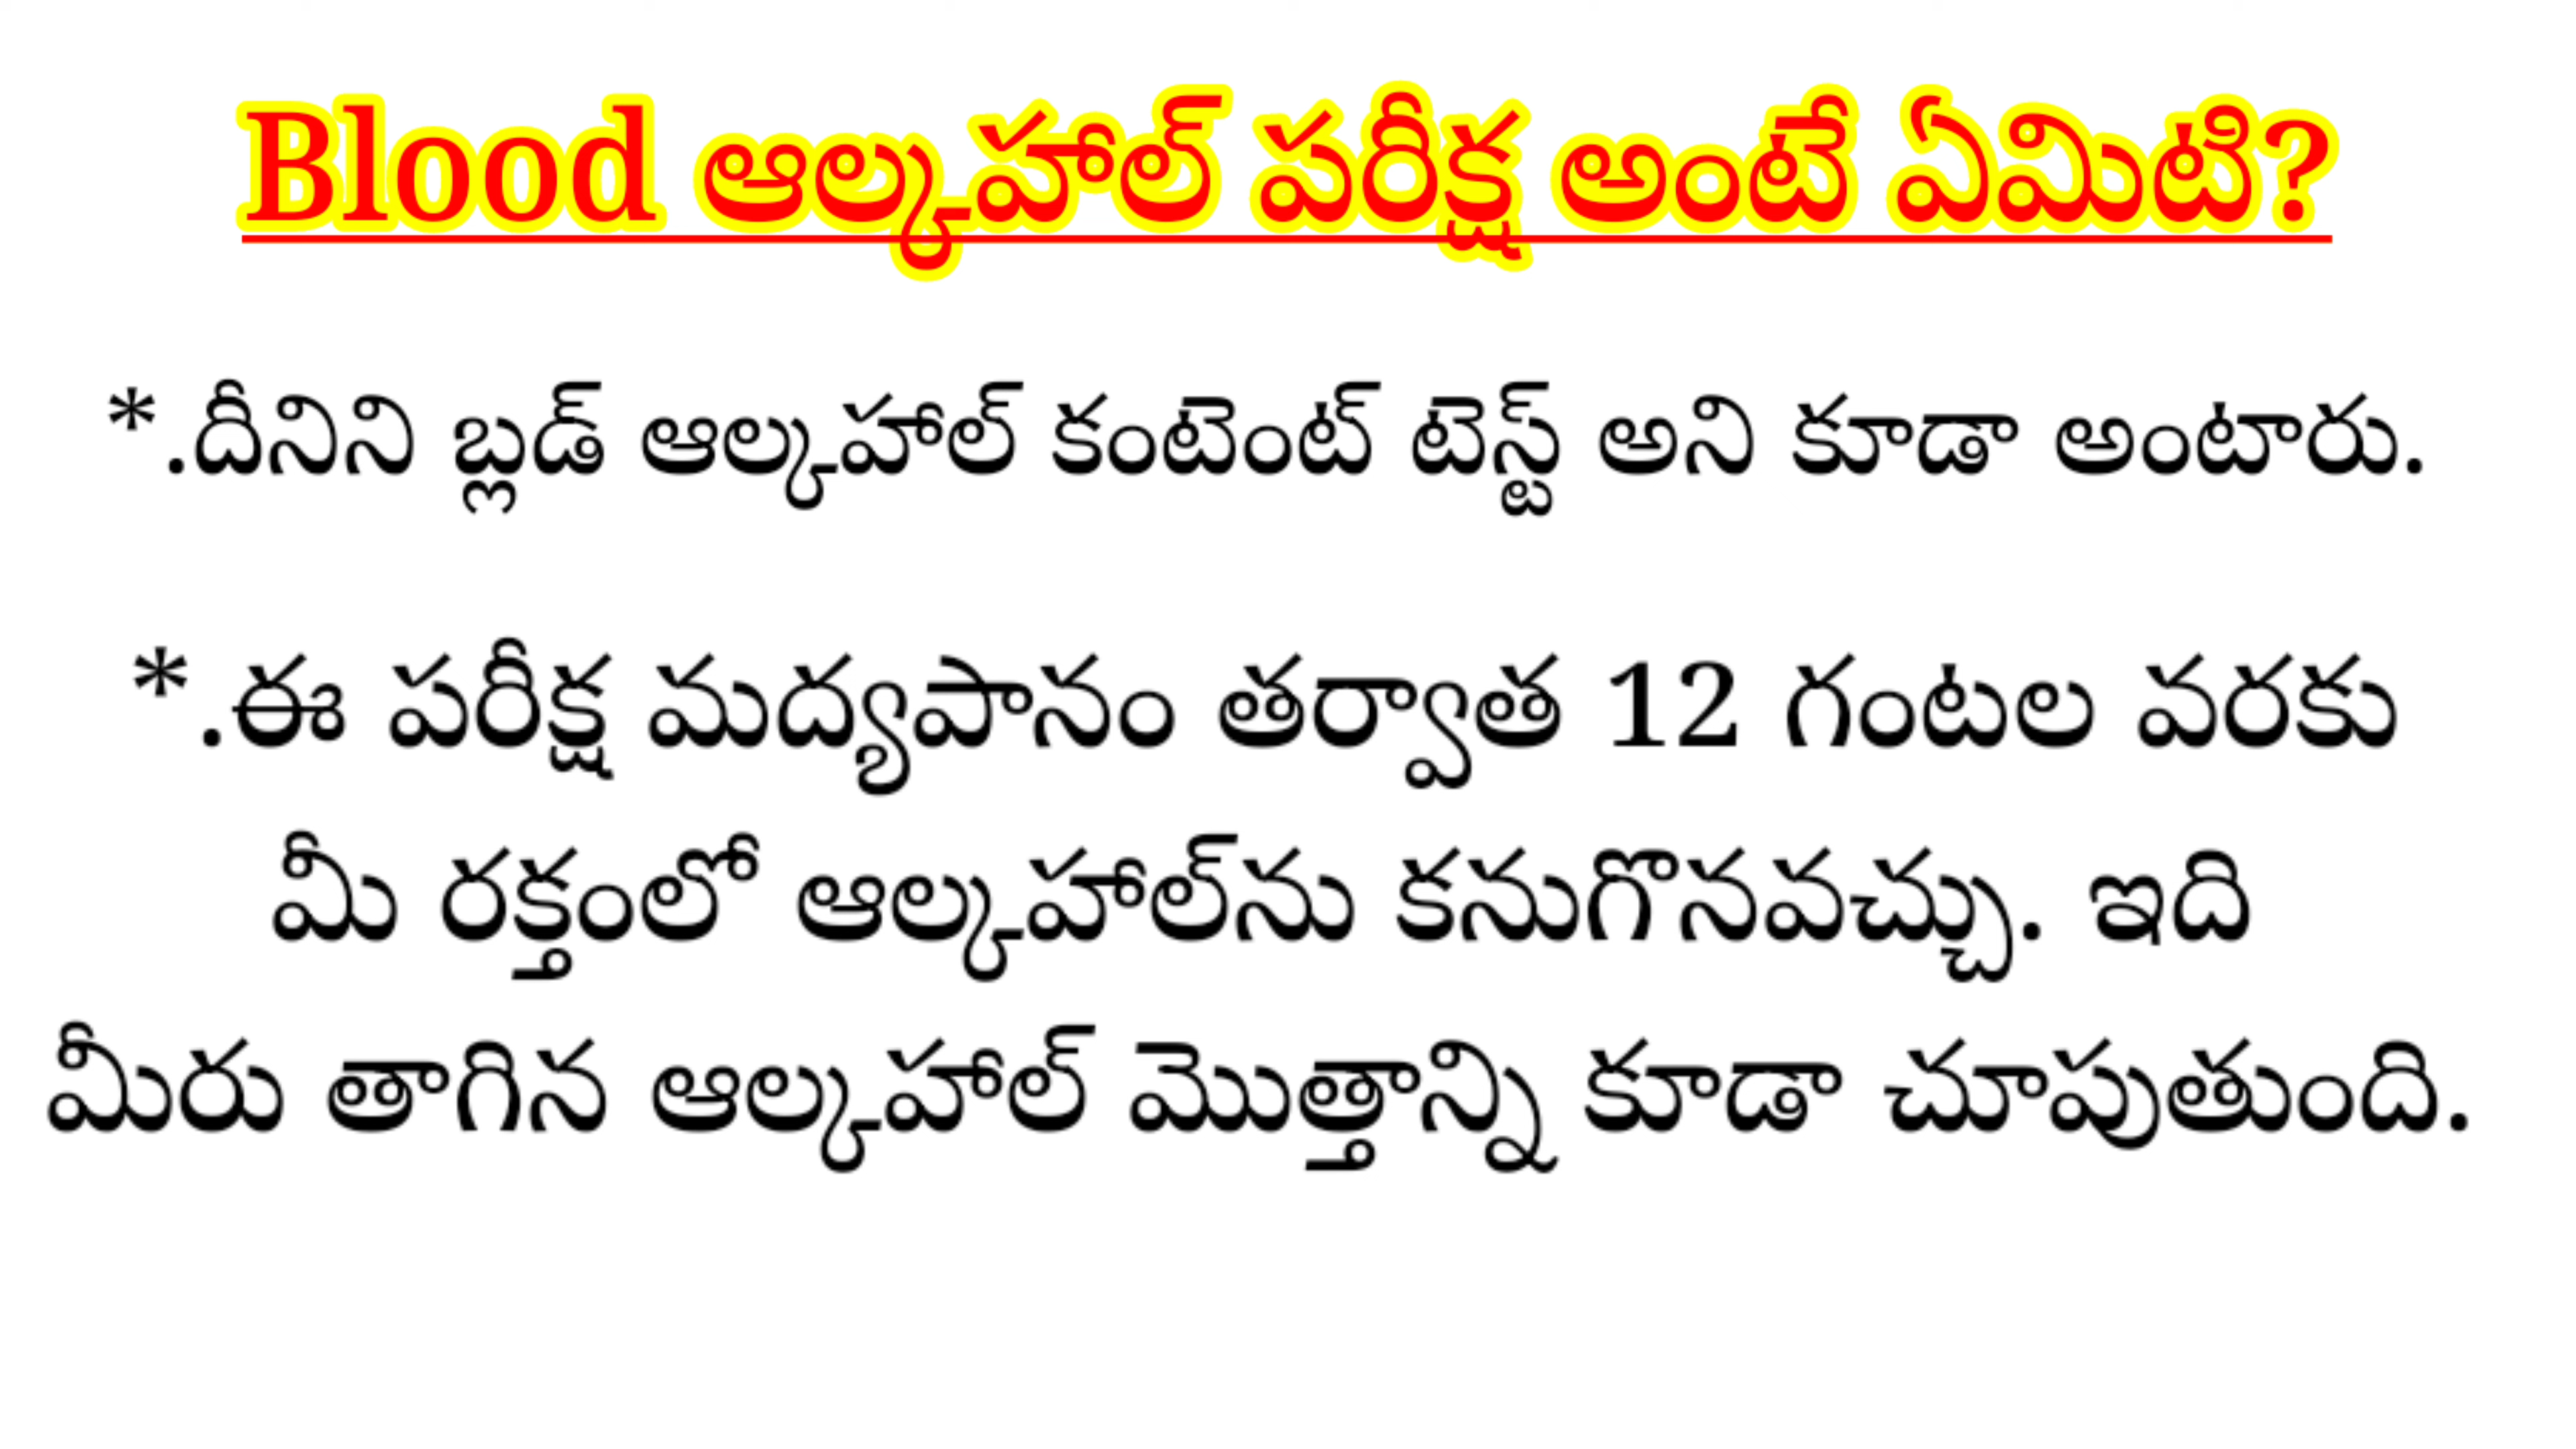 Blood ఆల్కహాల్ పరీక్ష అంటే ఏమిటి?
*.దీనిని బ్లడ్ ఆల్కహాల్ కంటెంట్ టెస్ట్ అని కూడా అంటారు.
*.ఈ పరీక్ష మద్యపానం తర్వాత 12 గంటల వరకు
మీ రక్తంలో ఆల్కహాల్‌ను కనుగొనవచ్చు. ఇది
మీరు తాగిన ఆల్కహాల్ మొత్తాన్ని కూడా చూపుతుంది.